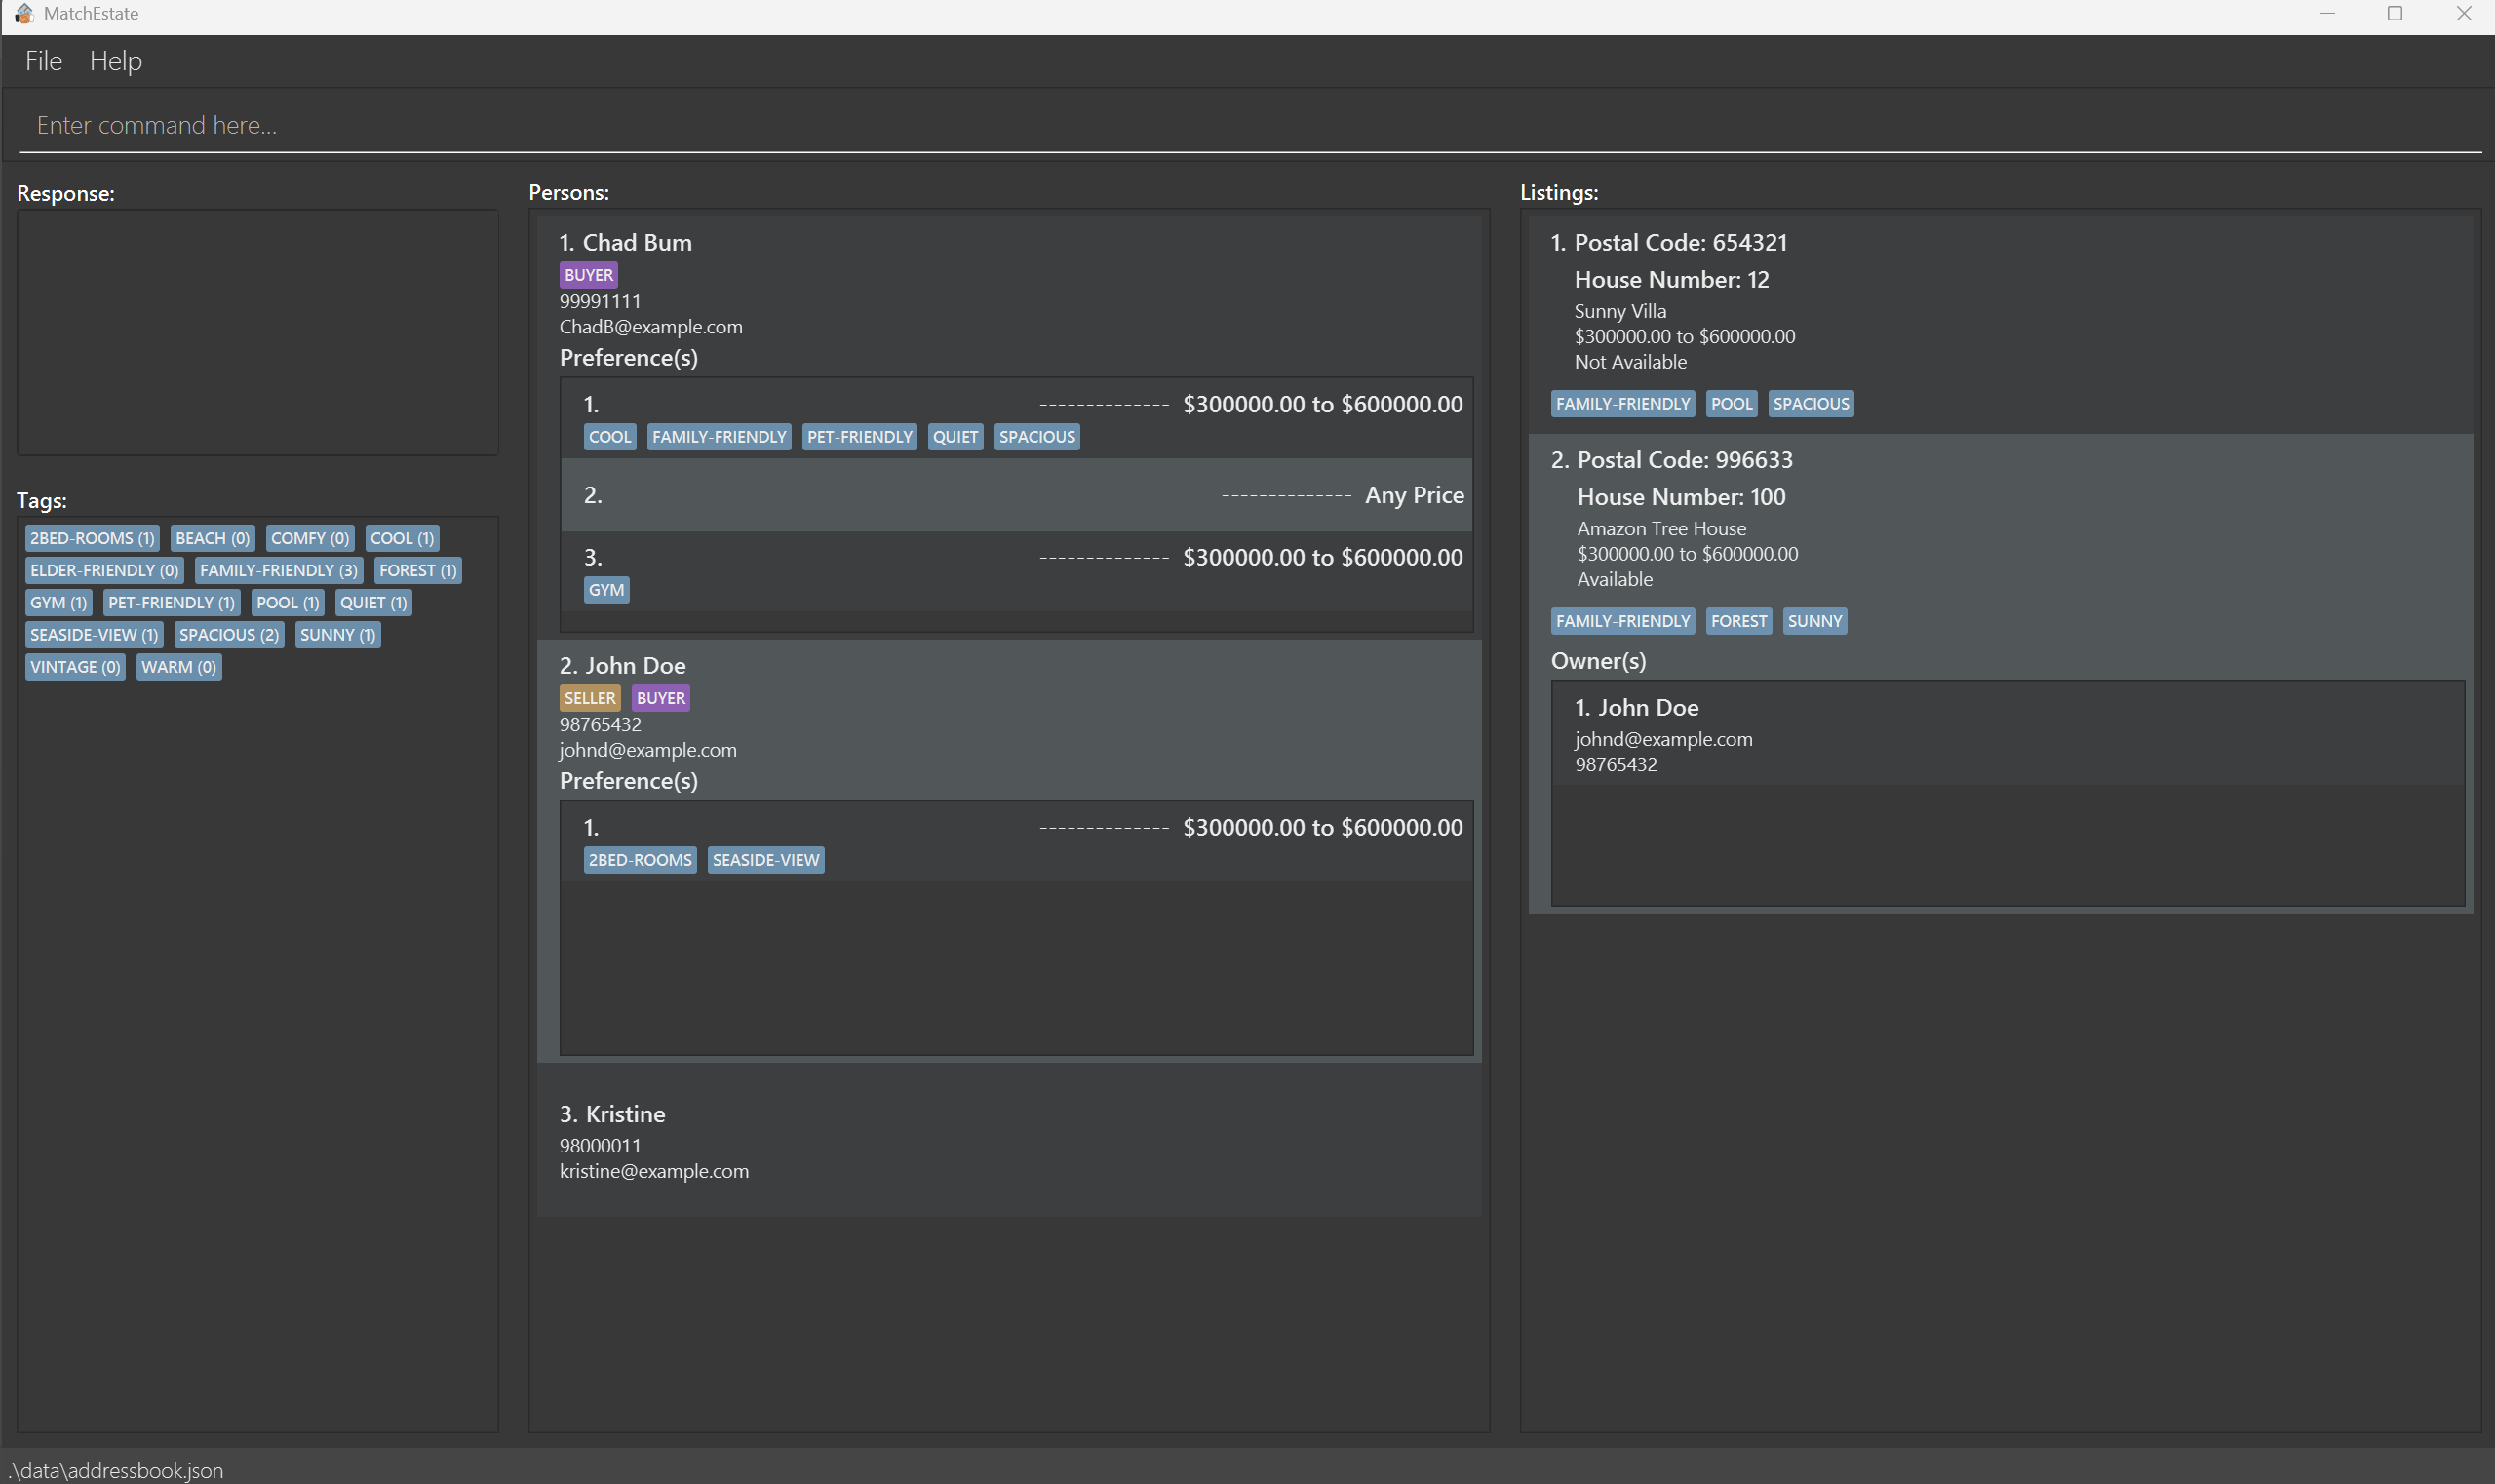 MatchEstate
File Help
Enter command here...
Response:
Tags:
2BED-ROOMS (1) BEACH (0) COMFY (0) COOL (1)
ELDER-FRIENDLY (0) FAMILY-FRIENDLY (3) FOREST (1)
GYM (1) PET-FRIENDLY (1) POOL (1) QUIET (1)
SEASIDE-VIEW (1) SPACIOUS (2) SUNNY (1)
VINTAGE (0) WARM (0)
Persons:
1. Chad Bum
BUYER
99991111
ChadB@example.com
Preference(s)
1. -------------- $300000.00 to $600000.00
COOL FAMILY-FRIENDLY PET-FRIENDLY QUIET SPACIOUS
2. -------------- Any Price
3. -------------- $300000.00 to $600000.00
GYM
2. John Doe
SELLER BUYER
98765432
johnd@example.com
Preference(s)
1. -------------- $300000.00 to $600000.00
2BED-ROOMS SEASIDE-VIEW
3. Kristine
98000011
kristine@example.com
Listings:
1. Postal Code: 654321
House Number: 12
Sunny Villa
$300000.00 to $600000.00
Not Available
FAMILY-FRIENDLY POOL SPACIOUS
2. Postal Code: 996633
House Number: 100
Amazon Tree House
$300000.00 to $600000.00
Available
FAMILY-FRIENDLY FOREST SUNNY
Owner(s)
1. John Doe
johnd@example.com
98765432
.\data\addressbook.json